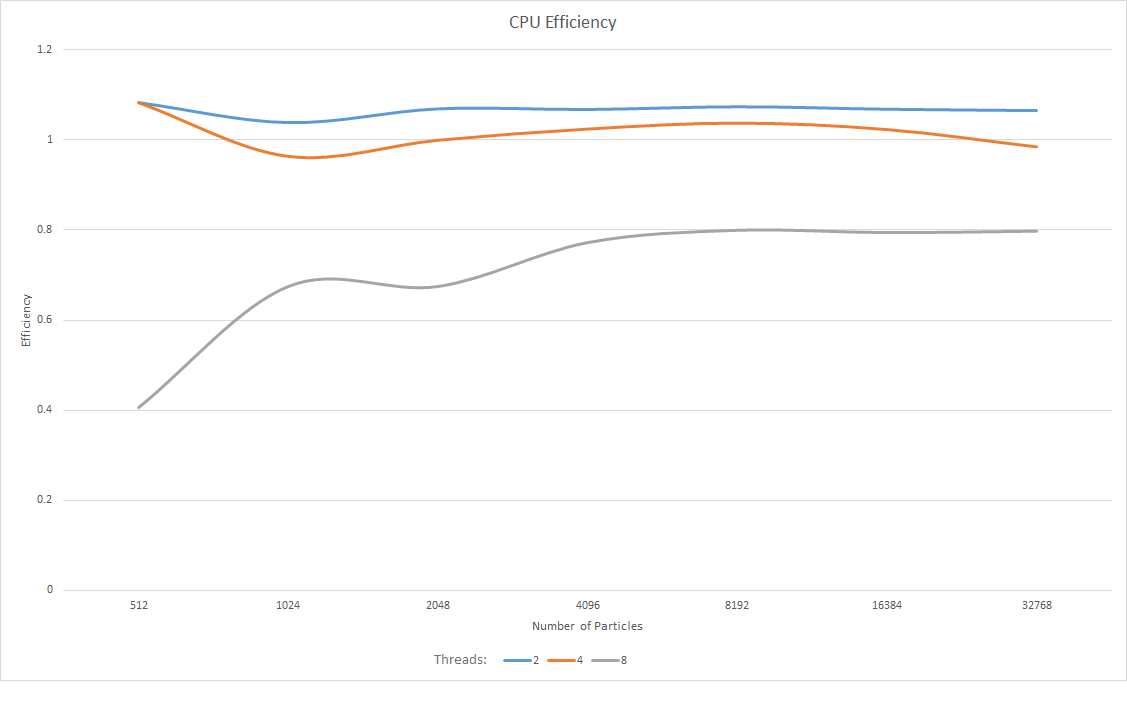 CPU Efficiency
1.2
1
0.8
0.6
0.4
0.2
0
Efficiency
512 1024 2048 4096 8192 16384 32768
Number of Particles
Threads: 2 4 8